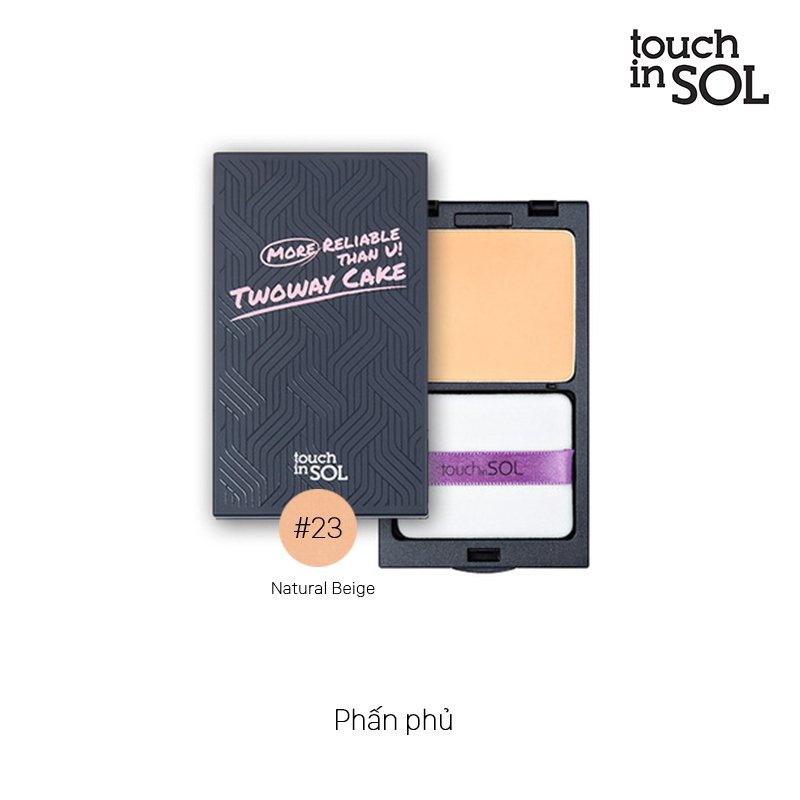 touch
in SOL
MORE RELIABLE
THAN U!
TWOWAY CAKE
touch
in SOL
touch in SOL
#23
Natural Beige
Phấn phủ